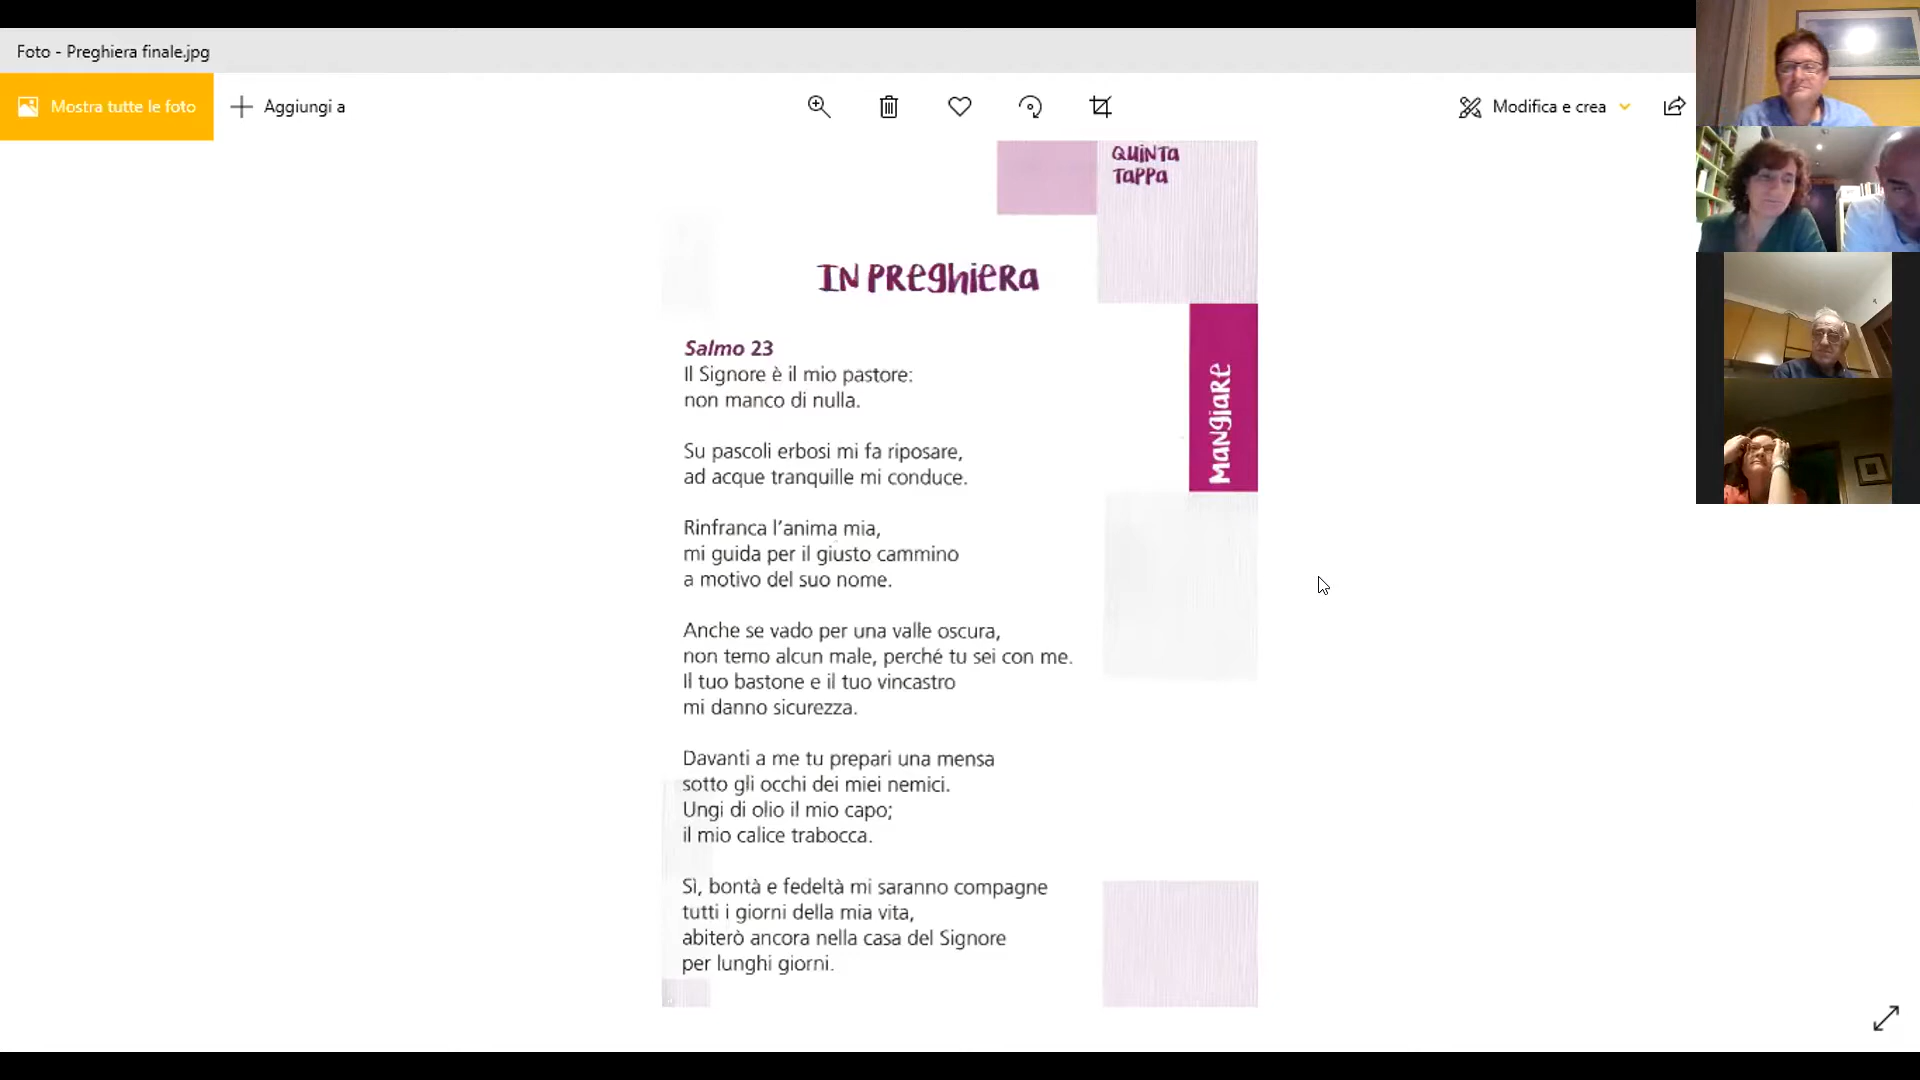 Foto - Preghiera finale.jpg
Mostra tutte le foto
Aggiungi a
Modifica e crea
QUINTA
TAPPA
IN PREGHIERA
MANGIARE
Salmo 23
Il Signore è il mio pastore:
non manco di nulla.
Su pascoli erbosi mi fa riposare,
ad acque tranquille mi conduce.
Rinfranca l'anima mia,
mi guida per il giusto cammino
a motivo del suo nome.
Anche se vado per una valle oscura,
non temo alcun male, perché tu sei con me.
Il tuo bastone e il tuo vincastro
mi danno sicurezza.
Davanti a me tu prepari una mensa
sotto gli occhi dei miei nemici.
Ungi di olio il mio capo;
il mio calice trabocca.
Sì, bontà e fedeltà mi saranno compagne
tutti i giorni della mia vita,
abiterò ancora nella casa del Signore
per lunghi giorni.